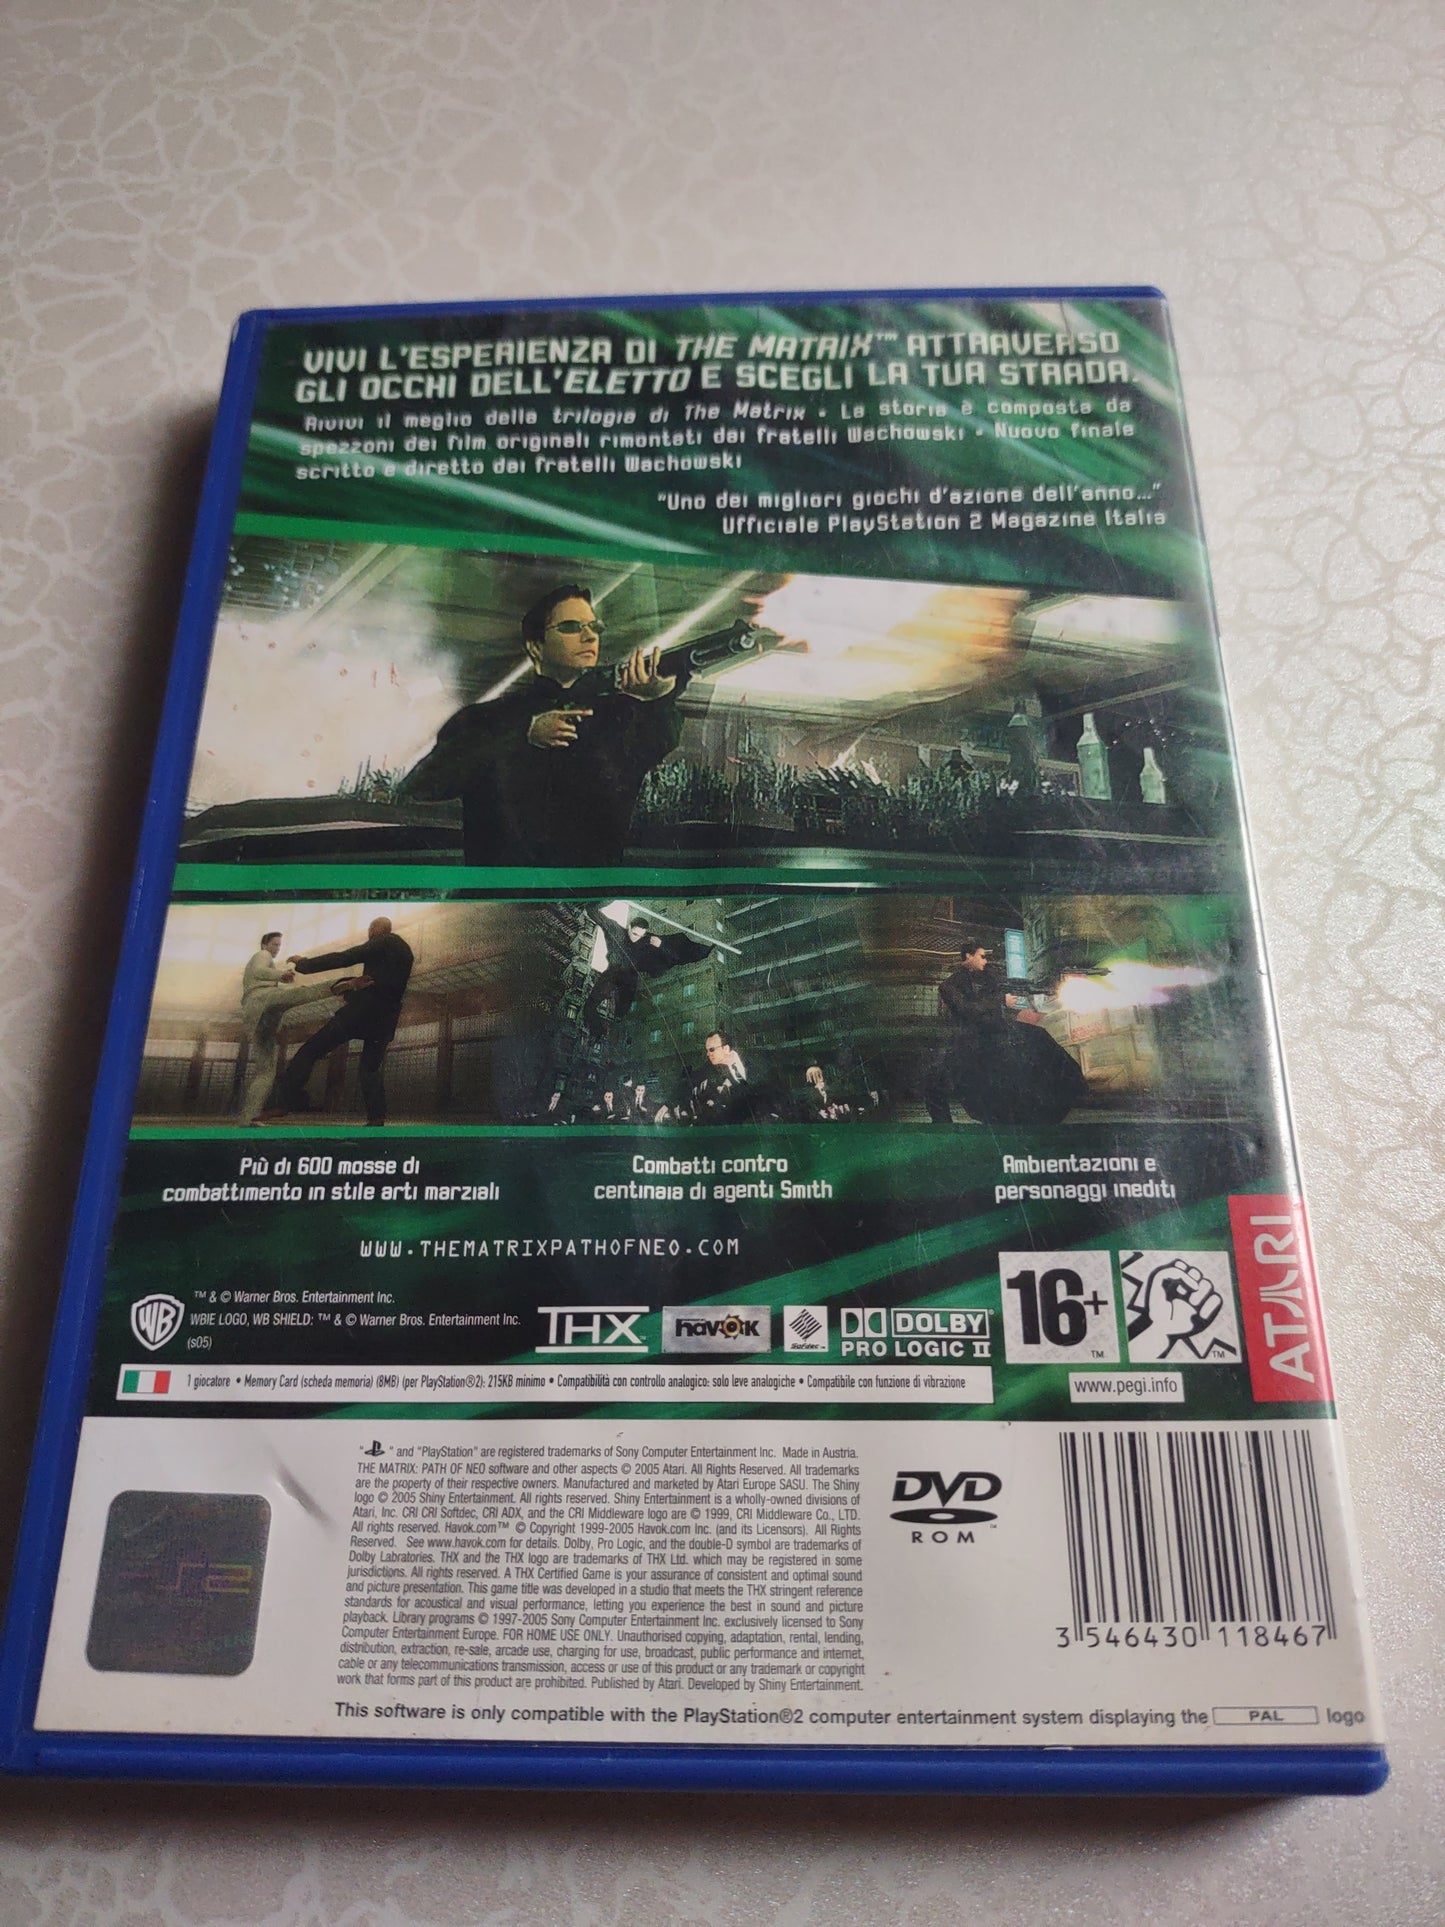 VIVI L'ESPERIENZA DI THE MATRIX™ ATTRAVERSO
GLI OCCHI DELL'ELETTO E SCEGLI LA TUA STRADA.
Rivivi il meglio della trilogia di The Matrix • La storia è composta da
spezzoni dei film originali rimontati dai fratelli Wachowski • Nuovo finale
scritto e diretto dai fratelli Wachowski
"Uno dei migliori giochi d'azione dell'anno..."
Ufficiale PlayStation 2 Magazine Italia
Più di 600 mosse di
combattimento in stile arti marziali
Combatti contro
centinaia di agenti Smith
Ambientazioni e
personaggi inediti
WWW.THEMATRIXPATHOFNEO.COM
WB
™ & © Warner Bros. Entertainment Inc.
WBIE LOGO, WB SHIELD: ™ & © Warner Bros. Entertainment Inc.
(s05)
THX
havok
Sofdec™
DOLBY
PRO LOGIC II
16+
™
™
www.pegi.info
ATARI
1 giocatore • Memory Card (scheda memoria) (8MB) (per PlayStation®2): 215KB minimo • Compatibilità con controllo analogico: solo leve analogiche • Compatibile con funzione di vibrazione
" " and "PlayStation" are registered trademarks of Sony Computer Entertainment Inc. Made in Austria.
THE MATRIX: PATH OF NEO software and other aspects © 2005 Atari. All Rights Reserved. All trademarks
are the property of their respective owners. Manufactured and marketed by Atari Europe SASU. The Shiny
logo © 2005 Shiny Entertainment. All rights reserved. Shiny Entertainment is a wholly-owned divisions of
Atari, Inc. CRI CRI Softdec, CRI ADX, and the CRI Middleware logo are © 1999, CRI Middleware Co., LTD.
All rights reserved. Havok.com™ © Copyright 1999-2005 Havok.com Inc. (and its Licensors). All Rights
Reserved. See www.havok.com for details. Dolby, Pro Logic, and the double-D symbol are trademarks of
Dolby Labratories. THX and the THX logo are trademarks of THX Ltd. which may be registered in some
jurisdictions. All rights reserved. A THX Certified Game is your assurance of consistent and optimal sound
and picture presentation. This game title was developed in a studio that meets the THX stringent reference
standards for acoustical and visual performance, letting you experience the best in sound and picture
playback. Library programs © 1997-2005 Sony Computer Entertainment Inc. exclusively licensed to Sony
Computer Entertainment Europe. FOR HOME USE ONLY. Unauthorised copying, adaptation, rental, lending,
distribution, extraction, re-sale, arcade use, charging for use, broadcast, public performance and internet,
cable or any telecommunications transmission, access or use of this product or any trademark or copyright
work that forms part of this product are prohibited. Published by Atari. Developed by Shiny Entertainment.
DVD
ROM
PS2
3 546430 118467
This software is only compatible with the PlayStation®2 computer entertainment system displaying the PAL logo